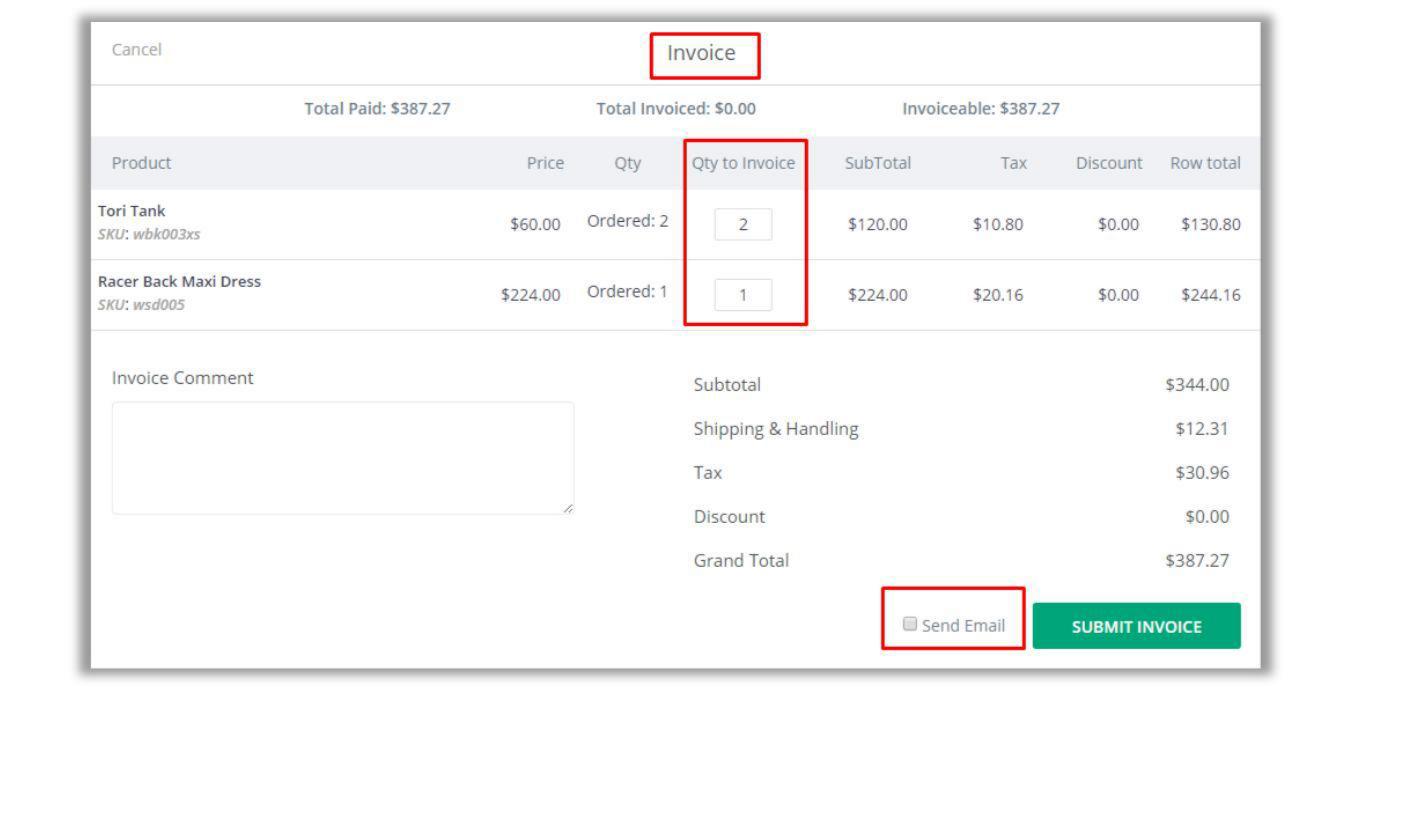 Cancel Invoice
Total Paid: $387.27 Total Invoiced: $0.00 Invoiceable: $387.27
Product Price Qty Qty to Invoice SubTotal Tax Discount Row total
Tori Tank
SKU: wbk003xs $60.00 Ordered: 2 2 $120.00 $10.80 $0.00 $130.80
Racer Back Maxi Dress
SKU: wsd005 $224.00 Ordered: 1 1 $224.00 $20.16 $0.00 $244.16
Invoice Comment
Subtotal $344.00
Shipping & Handling $12.31
Tax $30.96
Discount $0.00
Grand Total $387.27
Send Email SUBMIT INVOICE